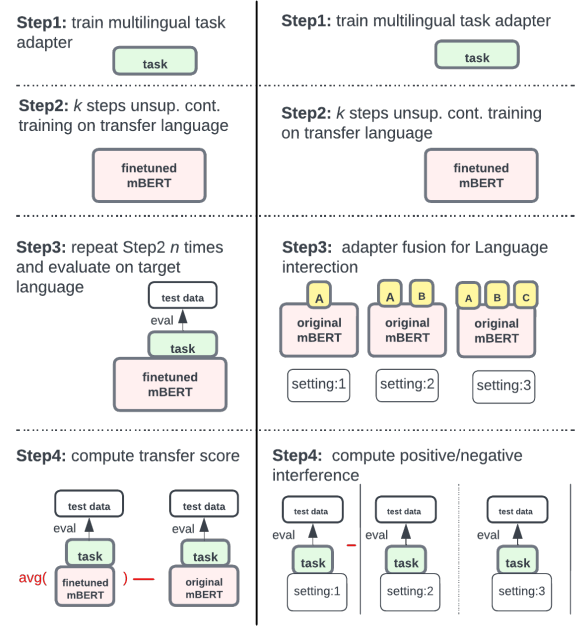 Step1: train multilingual task
adapter
task
Step2: k steps unsup. cont.
training on transfer language
finetuned
mBERT
Step3: repeat Step2 n times
and evaluate on target
language
test data
eval
task
finetuned
mBERT
Step4: compute transfer score
test data
test data
eval
eval
task
task
avg(
finetuned
mBERT
) —
original
mBERT
Step1: train multilingual task adapter
task
Step2: k steps unsup. cont. training
on transfer language
finetuned
mBERT
Step3: adapter fusion for Language
interection
A
A
B
A
B
C
original
mBERT
original
mBERT
original
mBERT
setting:1
setting:2
setting:3
Step4: compute positive/negative
interference
test data
test data
test data
eval
eval
eval
task
–
task
task
setting:1
setting:2
setting:3